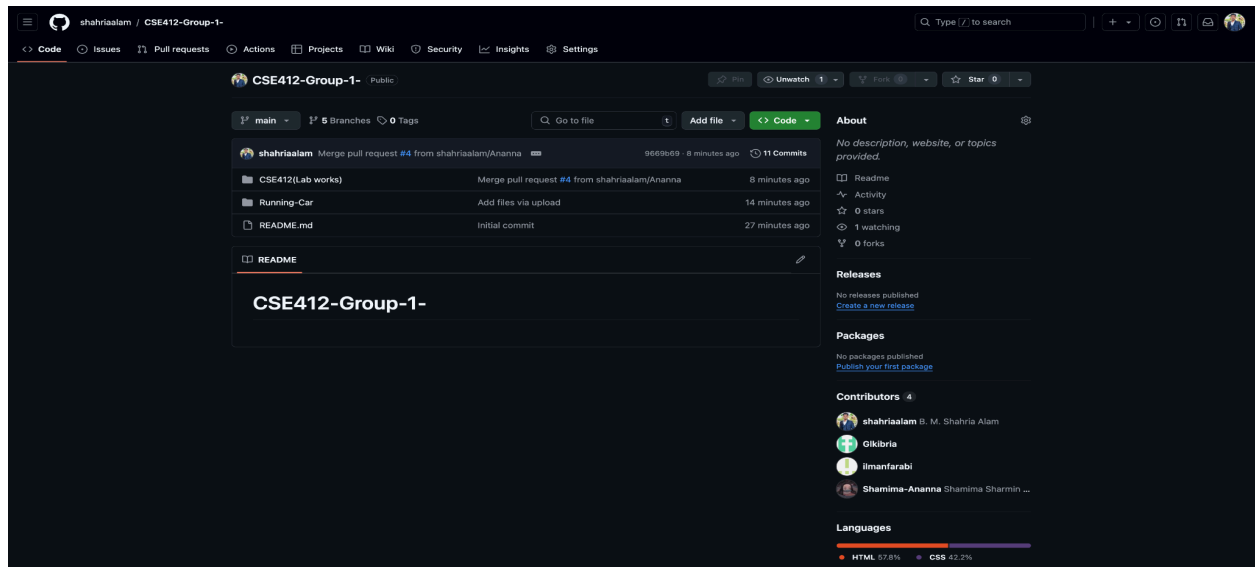 shahriaalam / CSE412-Group-1-
Type / to search
Code Issues Pull requests Actions Projects Wiki Security Insights Settings
CSE412-Group-1- Public
Pin Unwatch 1 Fork 0 Star 0
main 5 Branches 0 Tags Go to file t Add file Code
shahriaalam Merge pull request #4 from shahriaalam/Ananna 9669b69 · 8 minutes ago 11 Commits
CSE412(Lab works) Merge pull request #4 from shahriaalam/Ananna 8 minutes ago
Running-Car Add files via upload 14 minutes ago
README.md Initial commit 27 minutes ago
README
CSE412-Group-1-
About
No description, website, or topics
provided.
Readme
Activity
0 stars
1 watching
0 forks
Releases
No releases published
Create a new release
Packages
No packages published
Publish your first package
Contributors 4
shahriaalam B. M. Shahria Alam
GIkibria
ilmanfarabi
Shamima-Ananna Shamima Sharmin ...
Languages
HTML 57.8% CSS 42.2%